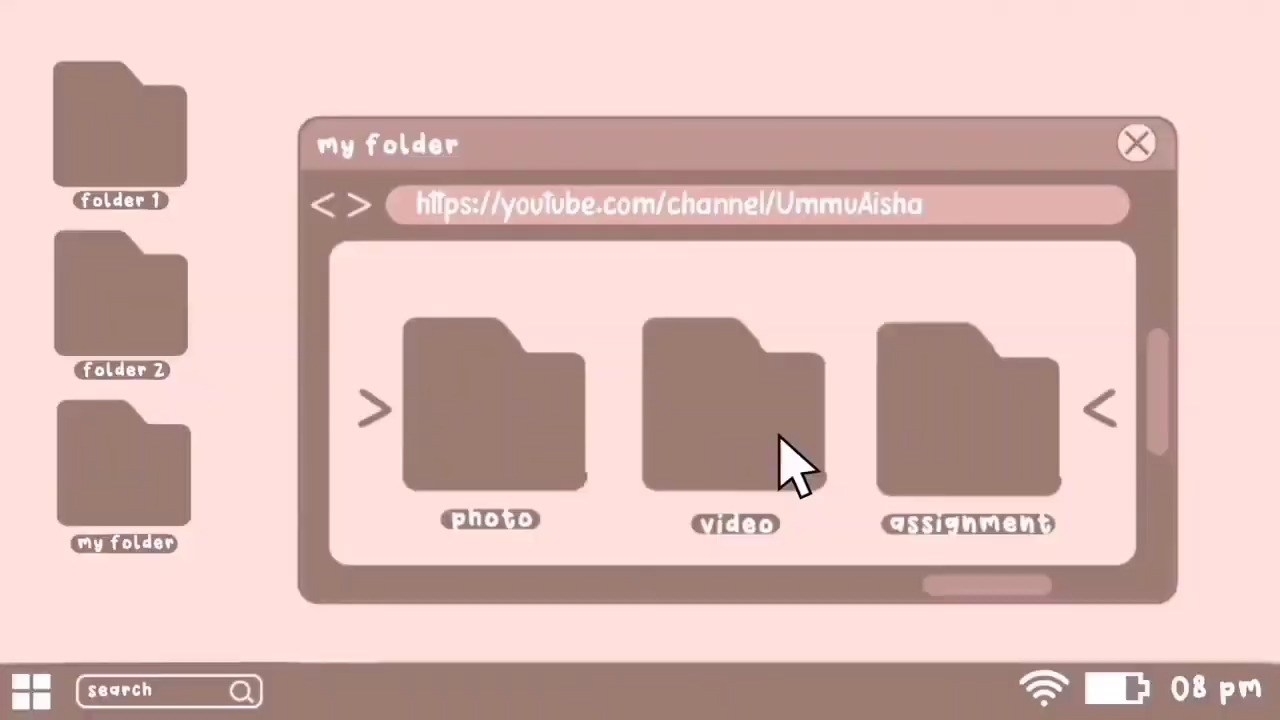 folder 1
folder 2
my folder
my folder
https://youtube.com/channel/UmmuAisha
photo
video
assignment
search
08 pm